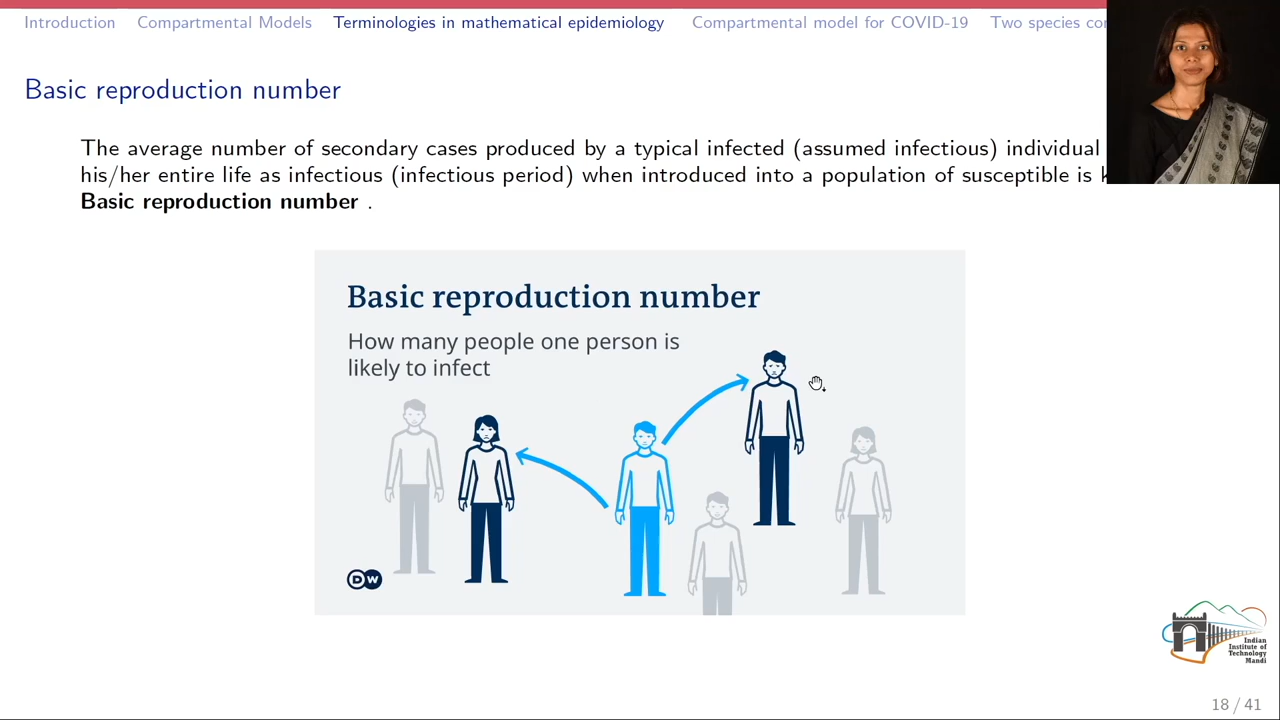 Introduction Compartmental Models Terminologies in mathematical epidemiology Compartmental model for COVID-19 Two species
Basic reproduction number
The average number of secondary cases produced by a typical infected (assumed infectious) individual
his/her entire life as infectious (infectious period) when introduced into a population of susceptible is
Basic reproduction number .
Basic reproduction number
How many people one person is
likely to infect
DW
Indian
Institute of
Technology
Mandi
18 / 41